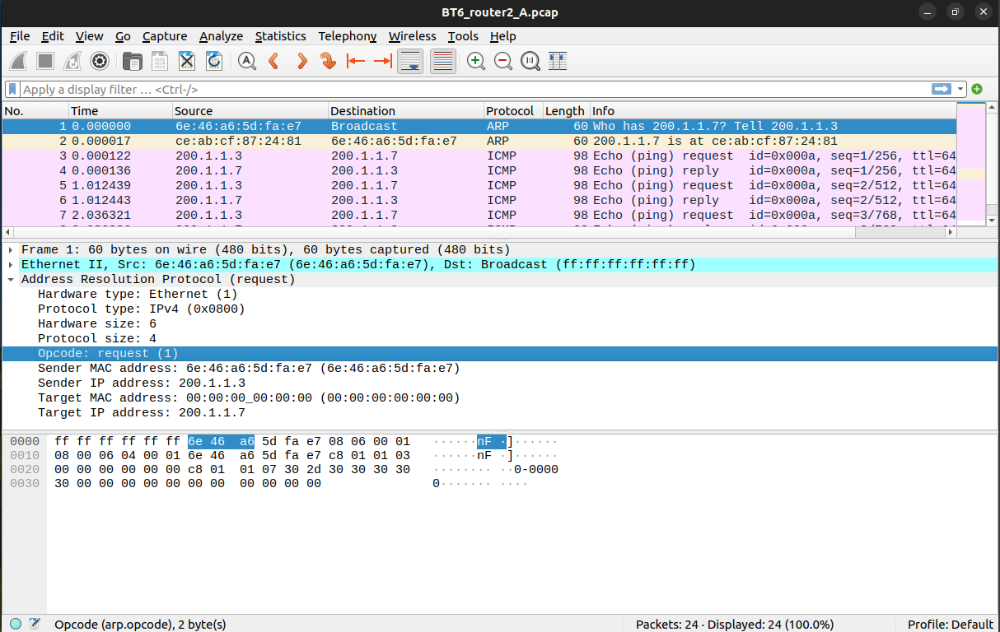 BT6_router2_A.pcap
File Edit View Go Capture Analyze Statistics Telephony Wireless Tools Help
Apply a display filter … <Ctrl-/>
No. Time Source Destination Protocol Length Info
1 0.000000 6e:46:a6:5d:fa:e7 Broadcast ARP 60 Who has 200.1.1.7? Tell 200.1.1.3
2 0.000017 ce:ab:cf:87:24:81 6e:46:a6:5d:fa:e7 ARP 60 200.1.1.7 is at ce:ab:cf:87:24:81
3 0.000122 200.1.1.3 200.1.1.7 ICMP 98 Echo (ping) request id=0x000a, seq=1/256, ttl=64
4 0.000136 200.1.1.7 200.1.1.3 ICMP 98 Echo (ping) reply id=0x000a, seq=1/256, ttl=64
5 1.012439 200.1.1.3 200.1.1.7 ICMP 98 Echo (ping) request id=0x000a, seq=2/512, ttl=64
6 1.012443 200.1.1.7 200.1.1.3 ICMP 98 Echo (ping) reply id=0x000a, seq=2/512, ttl=64
7 2.036321 200.1.1.3 200.1.1.7 ICMP 98 Echo (ping) request id=0x000a, seq=3/768, ttl=64
Frame 1: 60 bytes on wire (480 bits), 60 bytes captured (480 bits)
Ethernet II, Src: 6e:46:a6:5d:fa:e7 (6e:46:a6:5d:fa:e7), Dst: Broadcast (ff:ff:ff:ff:ff:ff)
Address Resolution Protocol (request)
Hardware type: Ethernet (1)
Protocol type: IPv4 (0x0800)
Hardware size: 6
Protocol size: 4
Opcode: request (1)
Sender MAC address: 6e:46:a6:5d:fa:e7 (6e:46:a6:5d:fa:e7)
Sender IP address: 200.1.1.3
Target MAC address: 00:00:00_00:00:00 (00:00:00:00:00:00)
Target IP address: 200.1.1.7
0000 ff ff ff ff ff ff 6e 46 a6 5d fa e7 08 06 00 01 ······nF ·]······
0010 08 00 06 04 00 01 6e 46 a6 5d fa e7 c8 01 01 03 ······nF ·]······
0020 00 00 00 00 00 00 c8 01 01 07 30 2d 30 30 30 30 ········ ··0-0000
0030 30 00 00 00 00 00 00 00 00 00 00 00 0······· ····
Opcode (arp.opcode), 2 byte(s) Packets: 24 · Displayed: 24 (100.0%) Profile: Default